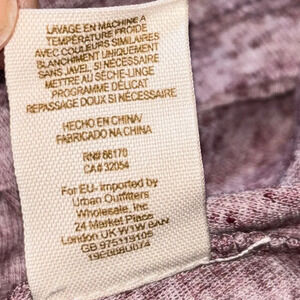 LAVAGE EN MACHINE A
TEMPÉRATURE FROIDE
AVEC COULEURS SIMILAIRES
BLANCHIMENT UNIQUEMENT
SANS JAVEL SI NÉCESSAIRE
METTRE AU SÈCHE-LINGE
PROGRAMME DÉLICAT
REPASSAGE DOUX SI NÉCESSAIRE
HECHO EN CHINA/
FABRICADO NA CHINA
RN# 66170
CA# 32054
For EU- imported by
Urban Outfitters
Wholesale, Inc
24 Market Place
London UK W1W 8AN
GB 975119105